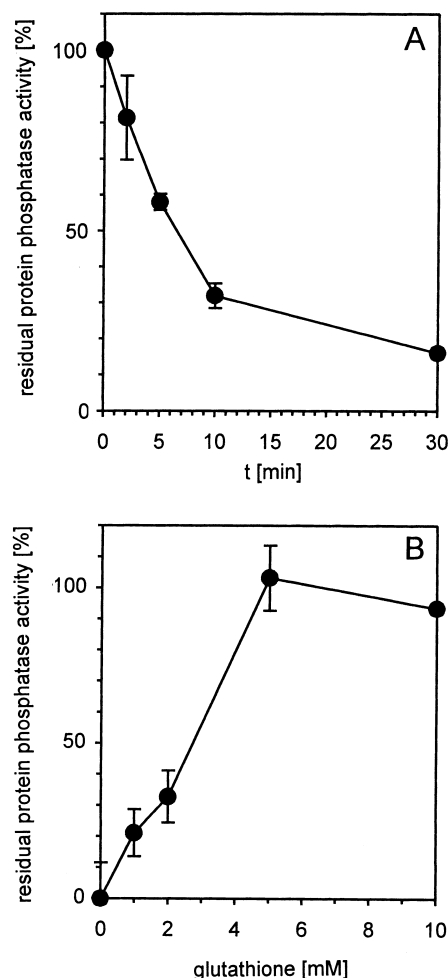 A
residual protein phosphatase activity [%]
100
50
0
0 5 10 15 20 25 30
t [min]
B
residual protein phosphatase activity [%]
100
50
0
0 2 4 6 8 10
glutathione [mM]